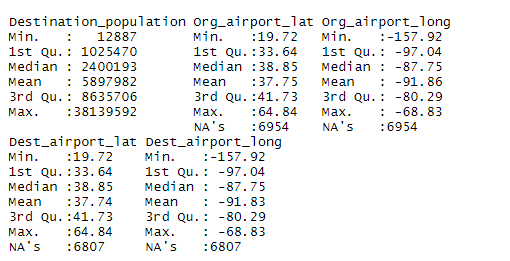 Destination_population Org_airport_lat Org_airport_long
Min.   :   12887       Min.   :19.72   Min.   :-157.92
1st Qu.: 1025470       1st Qu.:33.64   1st Qu.: -97.04
Median : 2400193       Median :38.85   Median : -87.75
Mean   : 5897982       Mean   :37.75   Mean   : -91.86
3rd Qu.: 8635706       3rd Qu.:41.73   3rd Qu.: -80.29
Max.   :38139592       Max.   :64.84   Max.   : -68.83
                       NA's   :6954    NA's   :6954
Dest_airport_lat Dest_airport_long
Min.   :19.72    Min.   :-157.92
1st Qu.:33.64    1st Qu.: -97.04
Median :38.85    Median : -87.75
Mean   :37.74    Mean   : -91.83
3rd Qu.:41.73    3rd Qu.: -80.29
Max.   :64.84    Max.   : -68.83
NA's   :6807     NA's   :6807